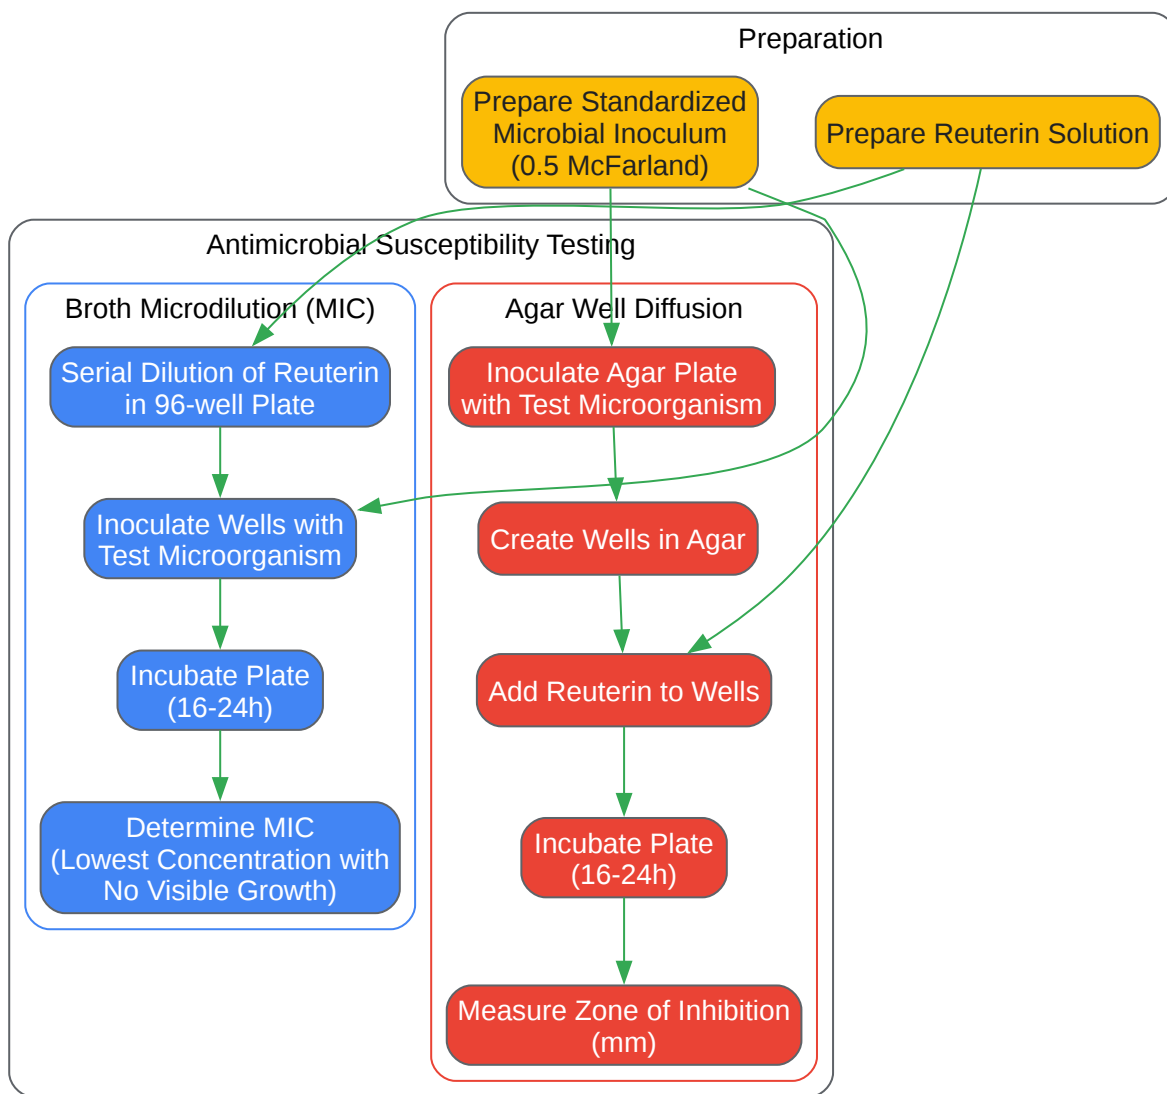 Preparation
Prepare Standardized
Microbial Inoculum
(0.5 McFarland)
Prepare Reuterin Solution
Antimicrobial Susceptibility Testing
Broth Microdilution (MIC)
Serial Dilution of Reuterin
in 96-well Plate
Inoculate Wells with
Test Microorganism
Incubate Plate
(16-24h)
Determine MIC
(Lowest Concentration with
No Visible Growth)
Agar Well Diffusion
Inoculate Agar Plate
with Test Microorganism
Create Wells in Agar
Add Reuterin to Wells
Incubate Plate
(16-24h)
Measure Zone of Inhibition
(mm)